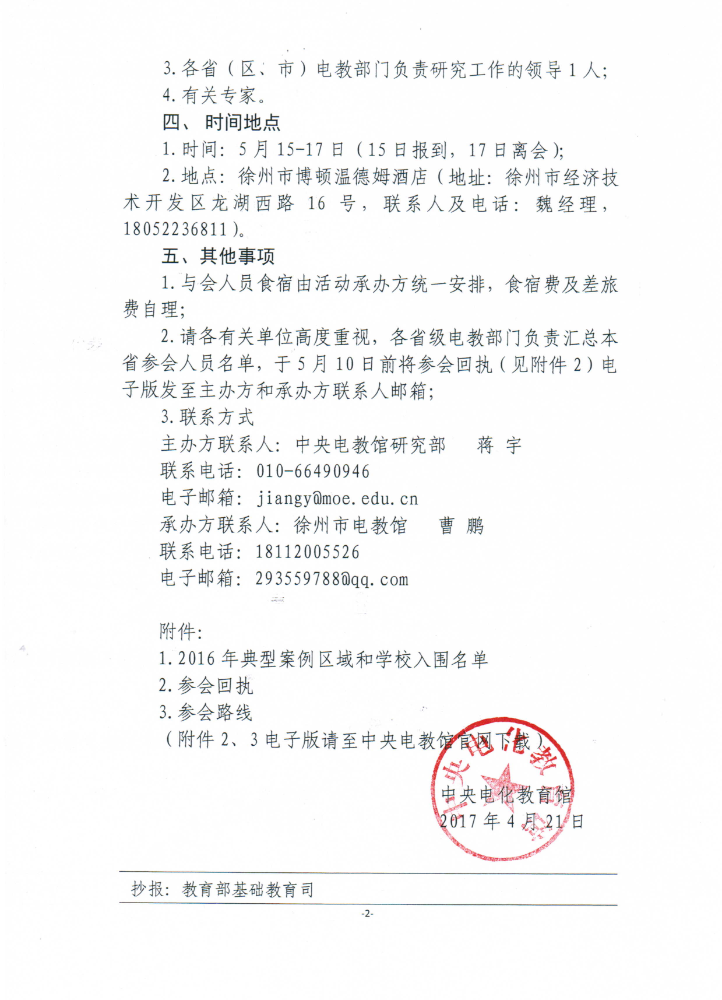 3.各省（区、市）电教部门负责研究工作的领导1人；
4.有关专家。
四、 时间地点
1.时间：5月15-17日（15日报到，17日离会）；
2.地点：徐州市博顿温德姆酒店（地址：徐州市经济技
术开发区龙湖西路 16 号，联系人及电话：魏经理，
18052236811）。
五、其他事项
1.与会人员食宿由活动承办方统一安排，食宿费及差旅
费自理；
2.请各有关单位高度重视，各省级电教部门负责汇总本
省参会人员名单，于5月10日前将参会回执（见附件2）电
子版发至主办方和承办方联系人邮箱；
3.联系方式
主办方联系人：中央电教馆研究部 蒋 宇
联系电话：010-66490946
电子邮箱：jiangy@moe.edu.cn
承办方联系人：徐州市电教馆 曹 鹏
联系电话：18112005526
电子邮箱：293559788@qq.com
附件：
1.2016年典型案例区域和学校入围名单
2.参会回执
3.参会路线
（附件2、3电子版请至中央电教馆官网下载）
中央电化教育馆
中央电化教育馆
2017年4月21日
抄报：教育部基础教育司
-2-